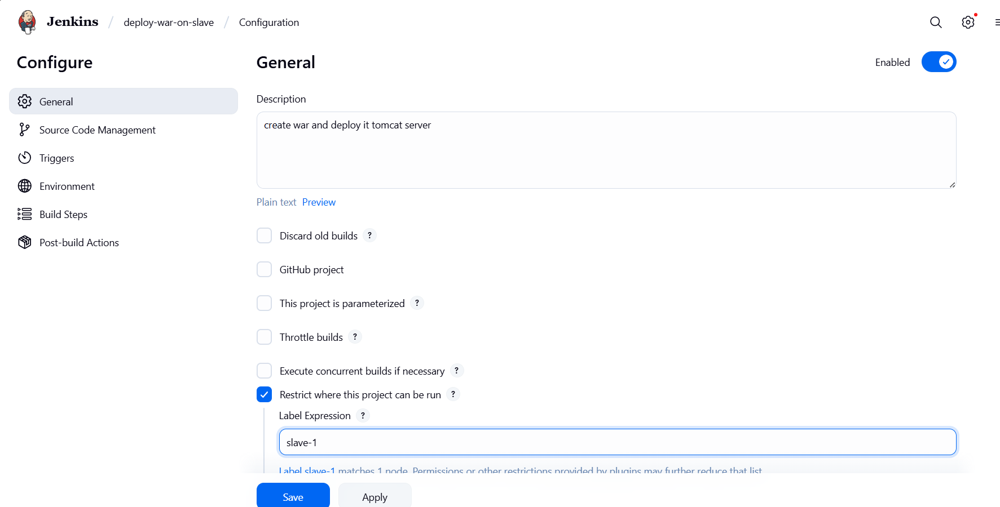 Jenkins / deploy-war-on-slave / Configuration
Configure
General
Source Code Management
Triggers
Environment
Build Steps
Post-build Actions
General
Enabled
Description
create war and deploy it tomcat server
Plain text Preview
Discard old builds ?
GitHub project
This project is parameterized ?
Throttle builds ?
Execute concurrent builds if necessary ?
Restrict where this project can be run ?
Label Expression ?
slave-1
Label slave-1 matches 1 node. Permissions or other restrictions provided by plugins may further reduce that list.
Save Apply